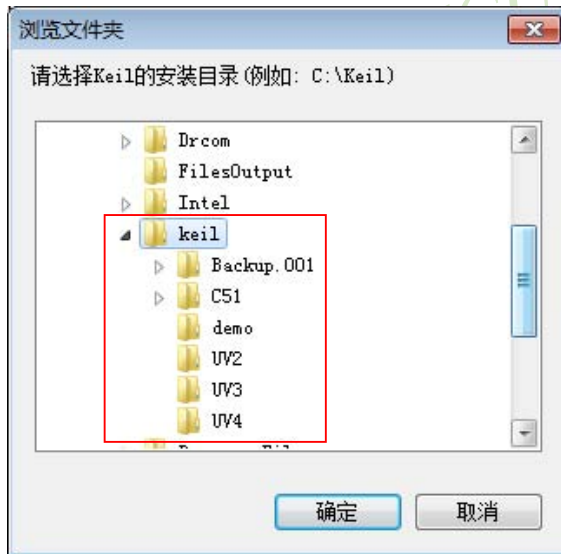 浏览文件夹
请选择Keil的安装目录(例如: C:\Keil)
Drcom
FilesOutput
Intel
keil
Backup.001
C51
demo
UV2
UV3
UV4
确定
取消